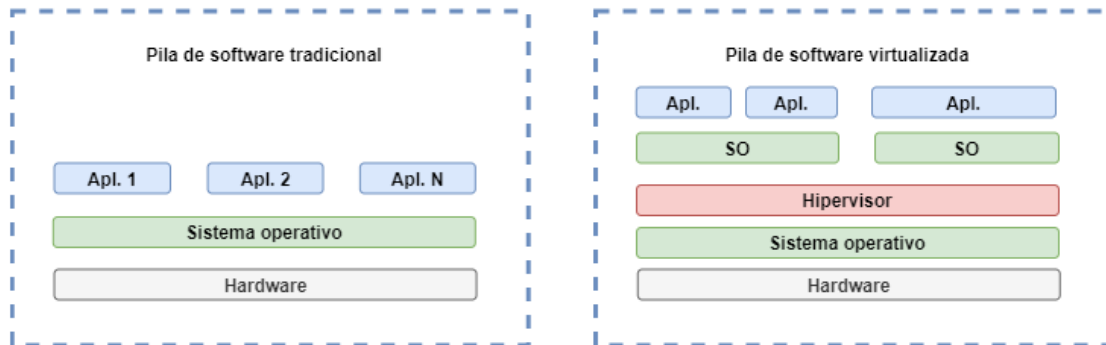 Pila de software tradicional
Apl. 1 Apl. 2 Apl. N
Sistema operativo
Hardware
Pila de software virtualizada
Apl. Apl. Apl.
SO SO
Hipervisor
Sistema operativo
Hardware